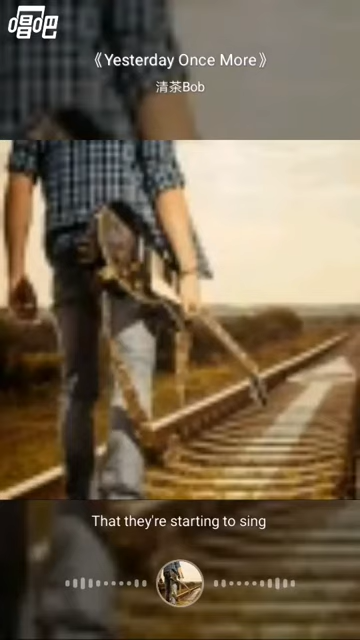 唱吧
《Yesterday Once More》
清茶Bob
That they're starting to sing